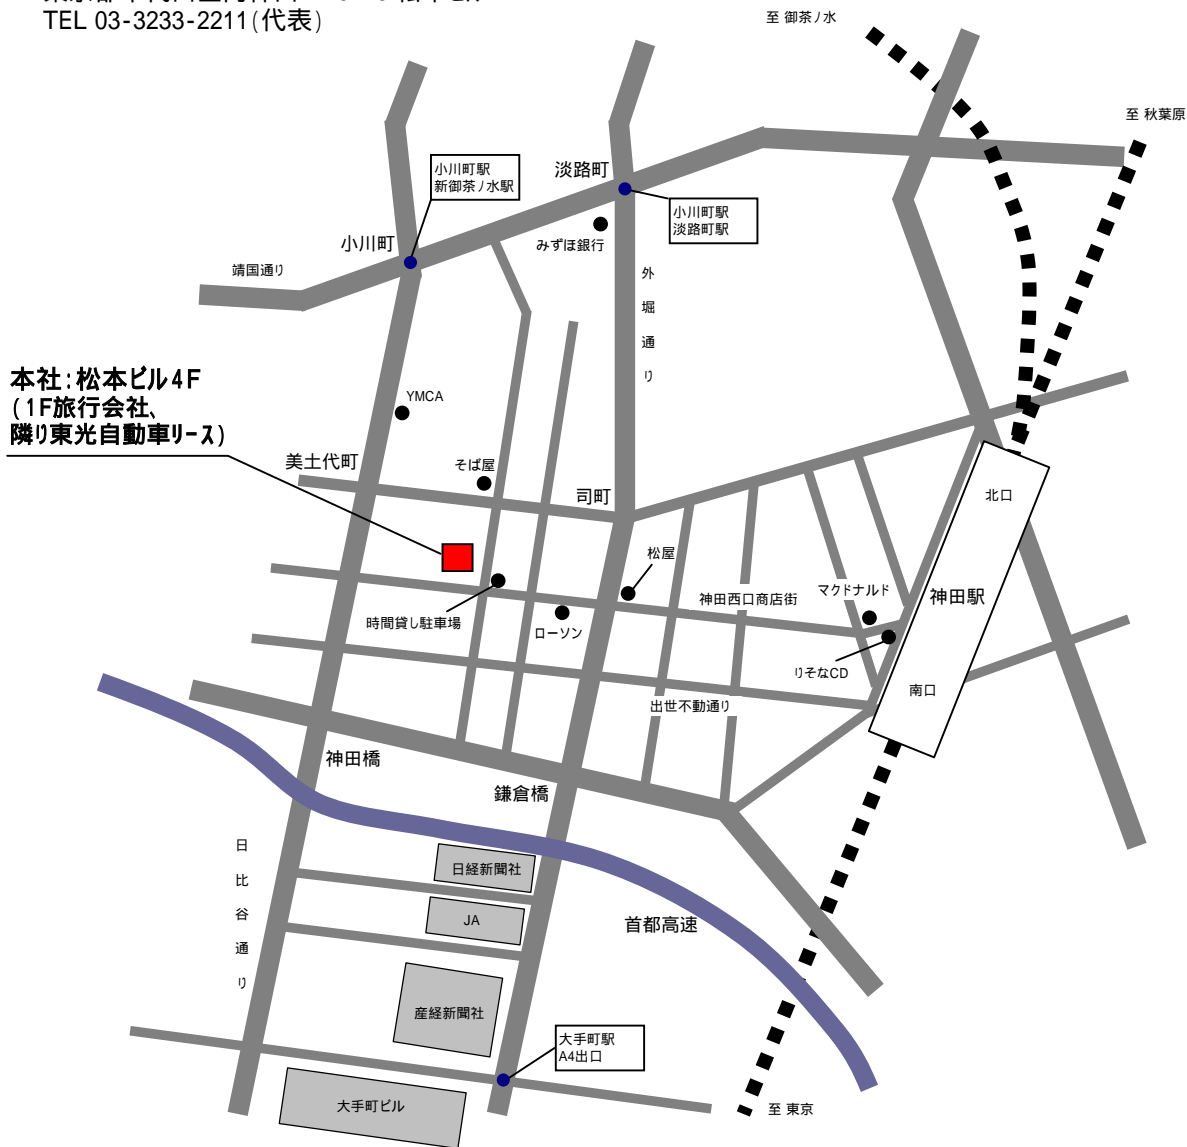 TEL 03-3233-2211(代表)
至 御茶ノ水
至 秋葉原
小川町駅
新御茶ノ水駅
淡路町
小川町駅
淡路町駅
小川町
みずほ銀行
靖国通り
外堀通り
本社:松本ビル4F
(1F旅行会社、
隣り東光自動車リース)
YMCA
美土代町
そば屋
司町
北口
松屋
神田西口商店街
マクドナルド
神田駅
時間貸し駐車場
ローソン
りそなCD
南口
出世不動通り
神田橋
鎌倉橋
日比谷通り
日経新聞社
JA
首都高速
産経新聞社
大手町駅
A4出口
大手町ビル
至 東京